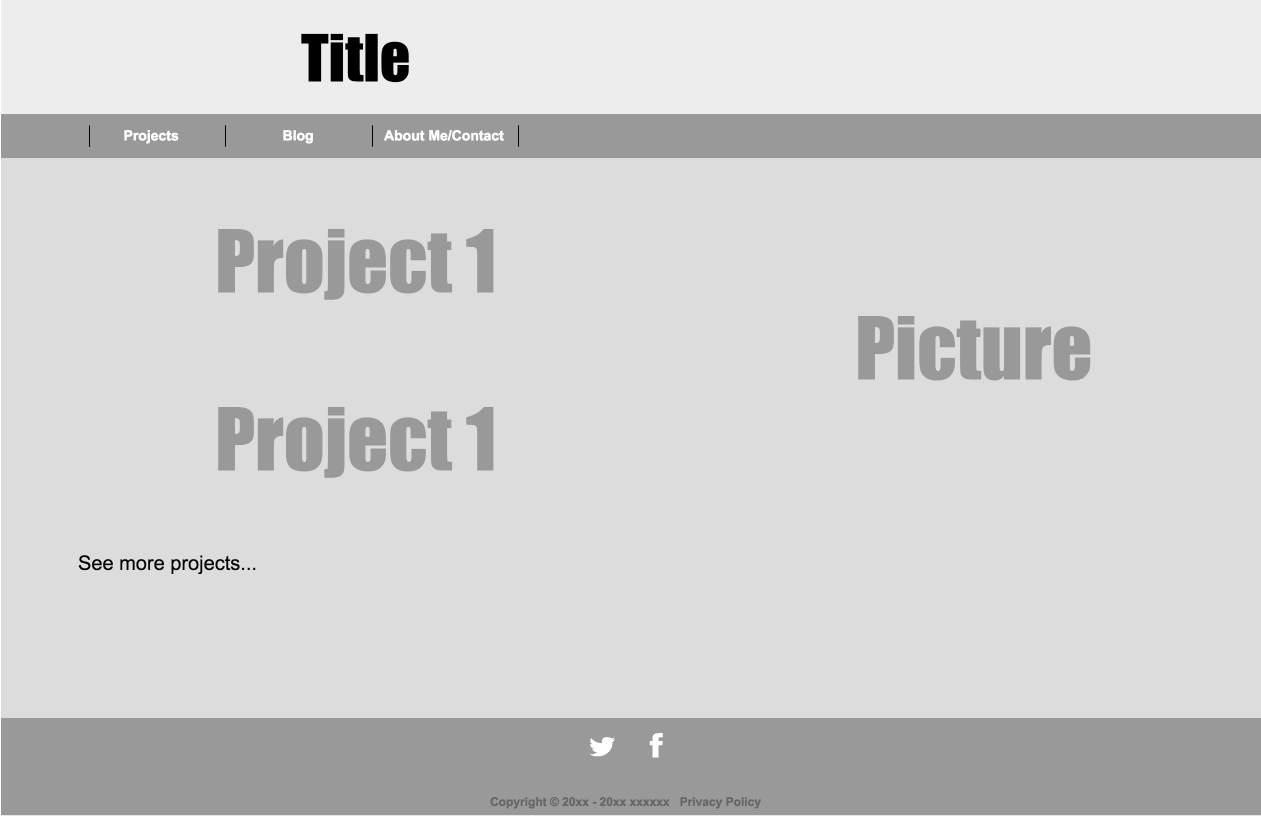 Title
Projects
Blog
About Me/Contact
Project 1
Picture
Project 1
See more projects...
Copyright © 20xx - 20xx xxxxxx Privacy Policy